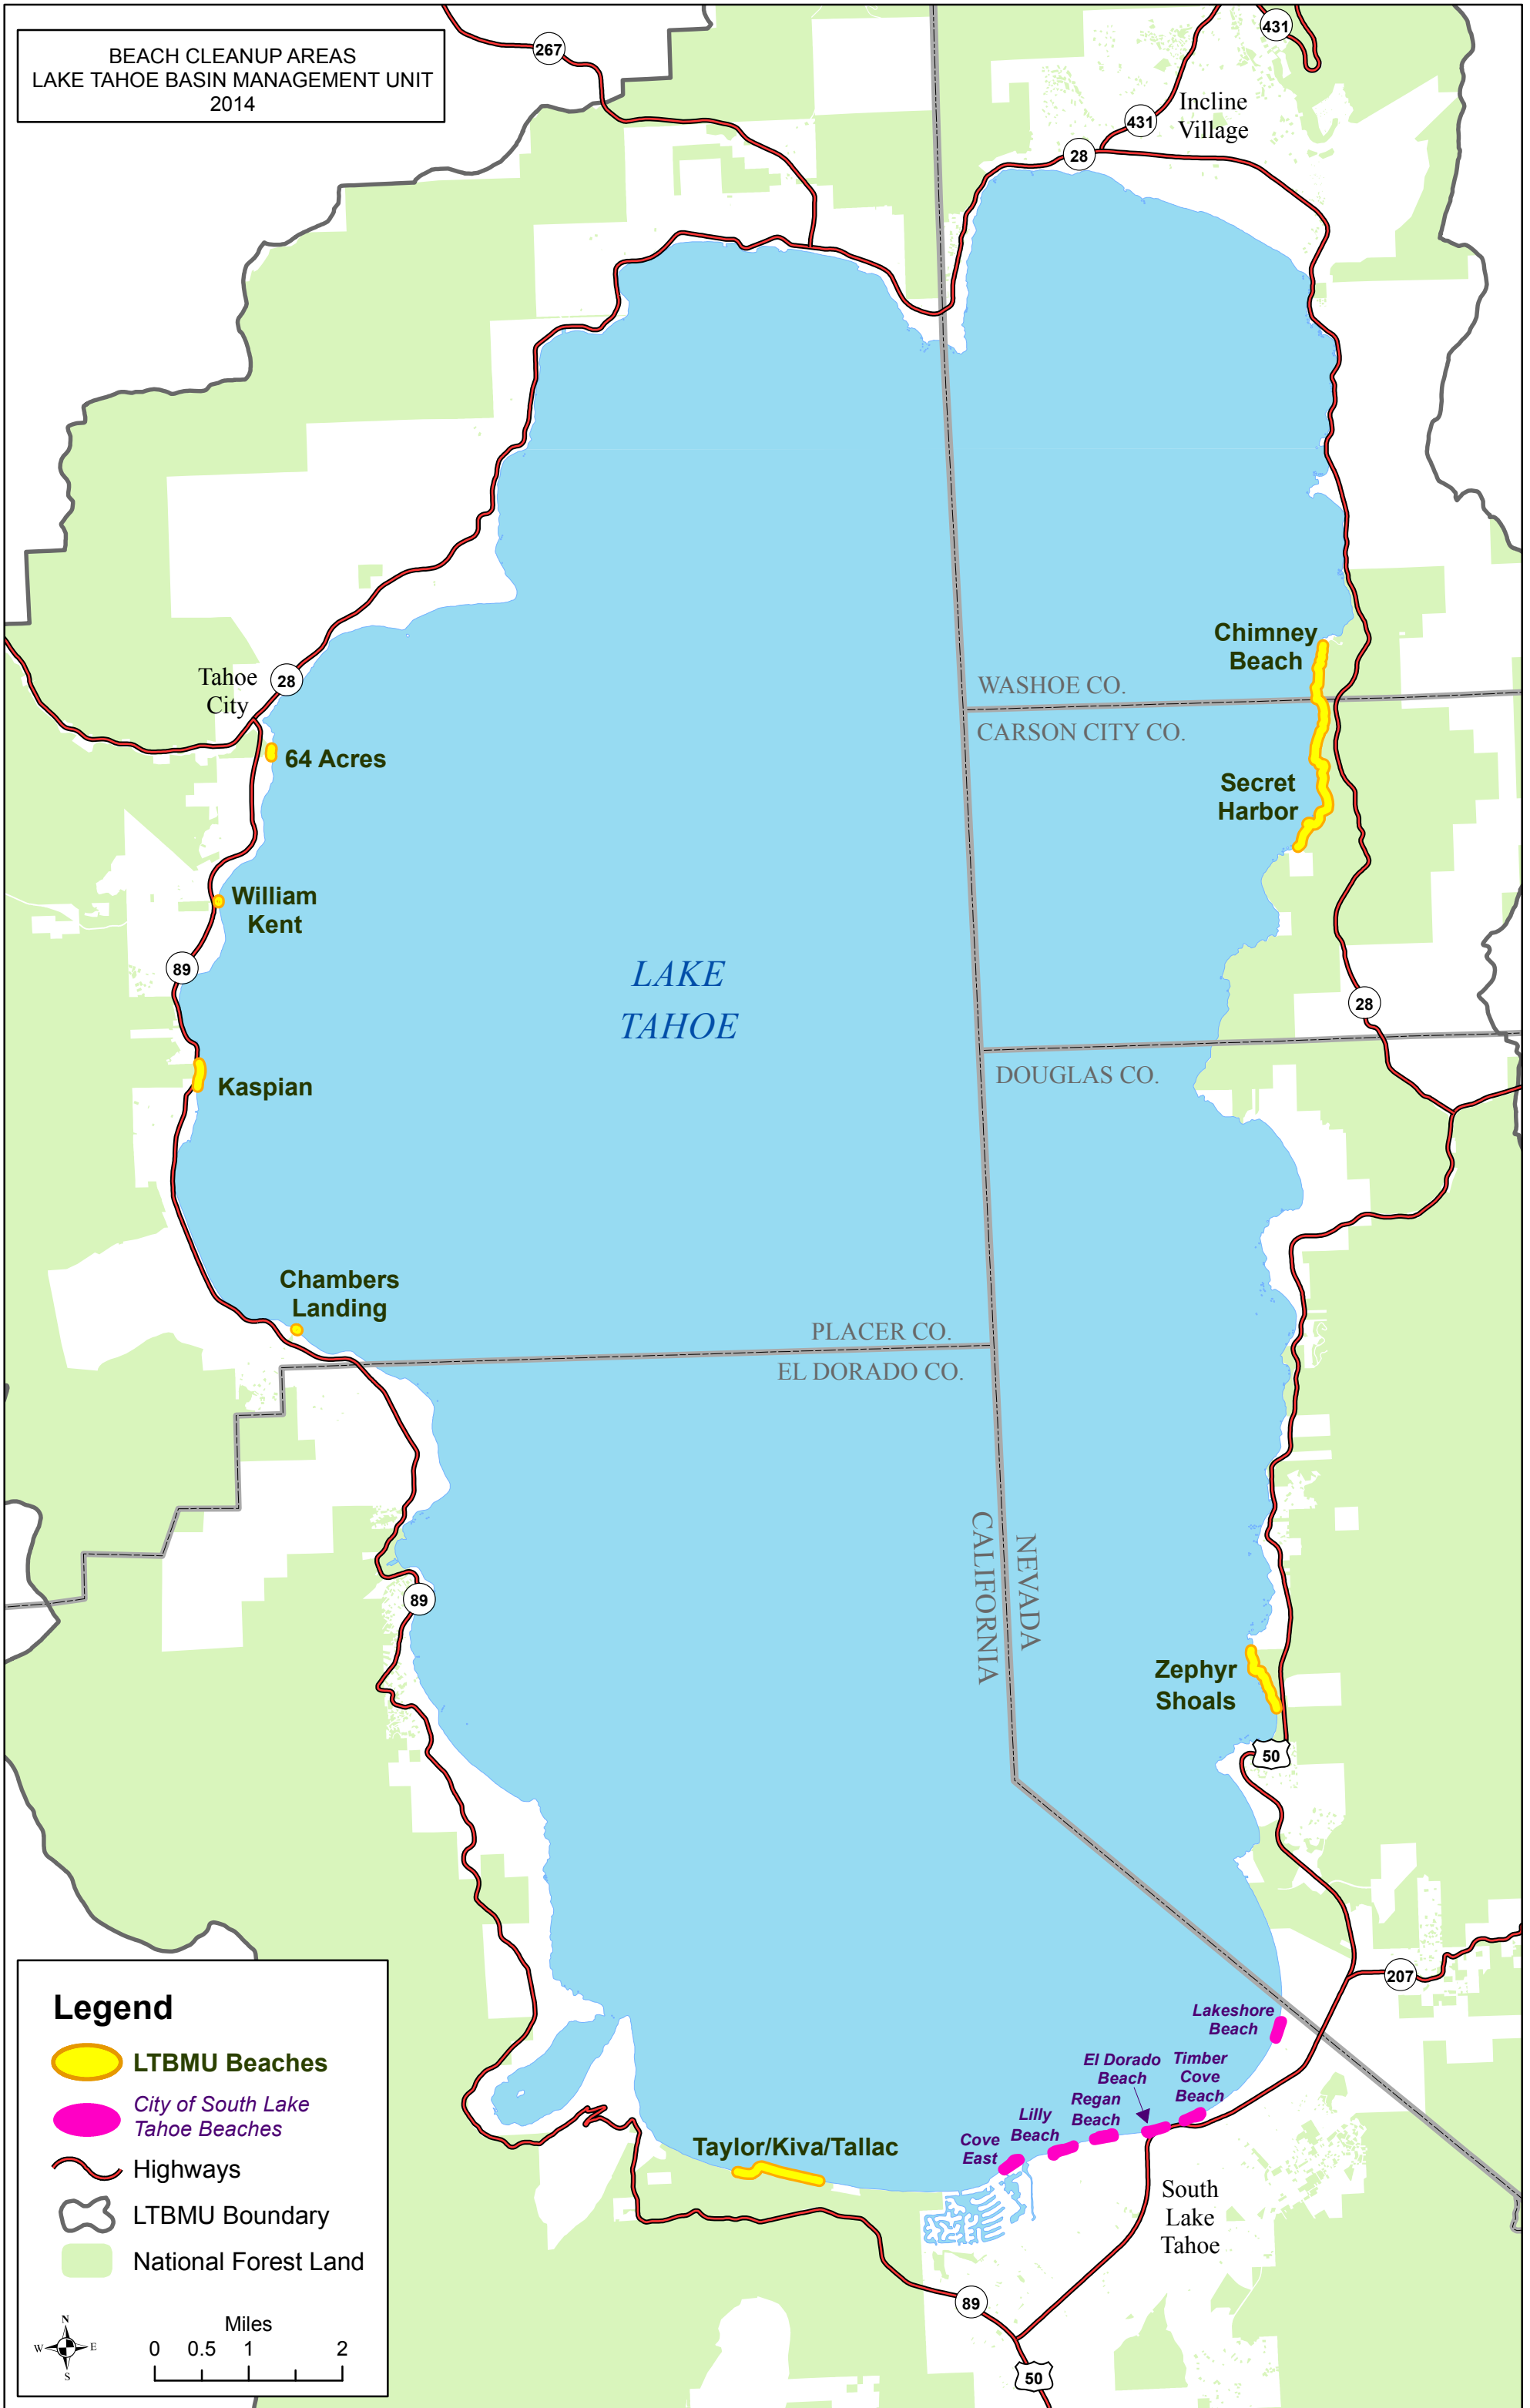 BEACH CLEANUP AREAS
LAKE TAHOE BASIN MANAGEMENT UNIT
2014
267
431
Incline
Village
431
28
Chimney
Beach
WASHOE CO.
CARSON CITY CO.
Tahoe
City
28
64 Acres
Secret
Harbor
William
Kent
89
LAKE
TAHOE
28
Kaspian
DOUGLAS CO.
Chambers
Landing
PLACER CO.
EL DORADO CO.
CALIFORNIA
NEVADA
89
Zephyr
Shoals
50
207
Lakeshore
Beach
El Dorado
Beach
Timber
Cove
Beach
Regan
Beach
Lilly
Beach
Cove
East
Taylor/Kiva/Tallac
South
Lake
Tahoe
89
50
Legend
LTBMU Beaches
City of South Lake
Tahoe Beaches
Highways
LTBMU Boundary
National Forest Land
N
W E
S
Miles
0 0.5 1 2